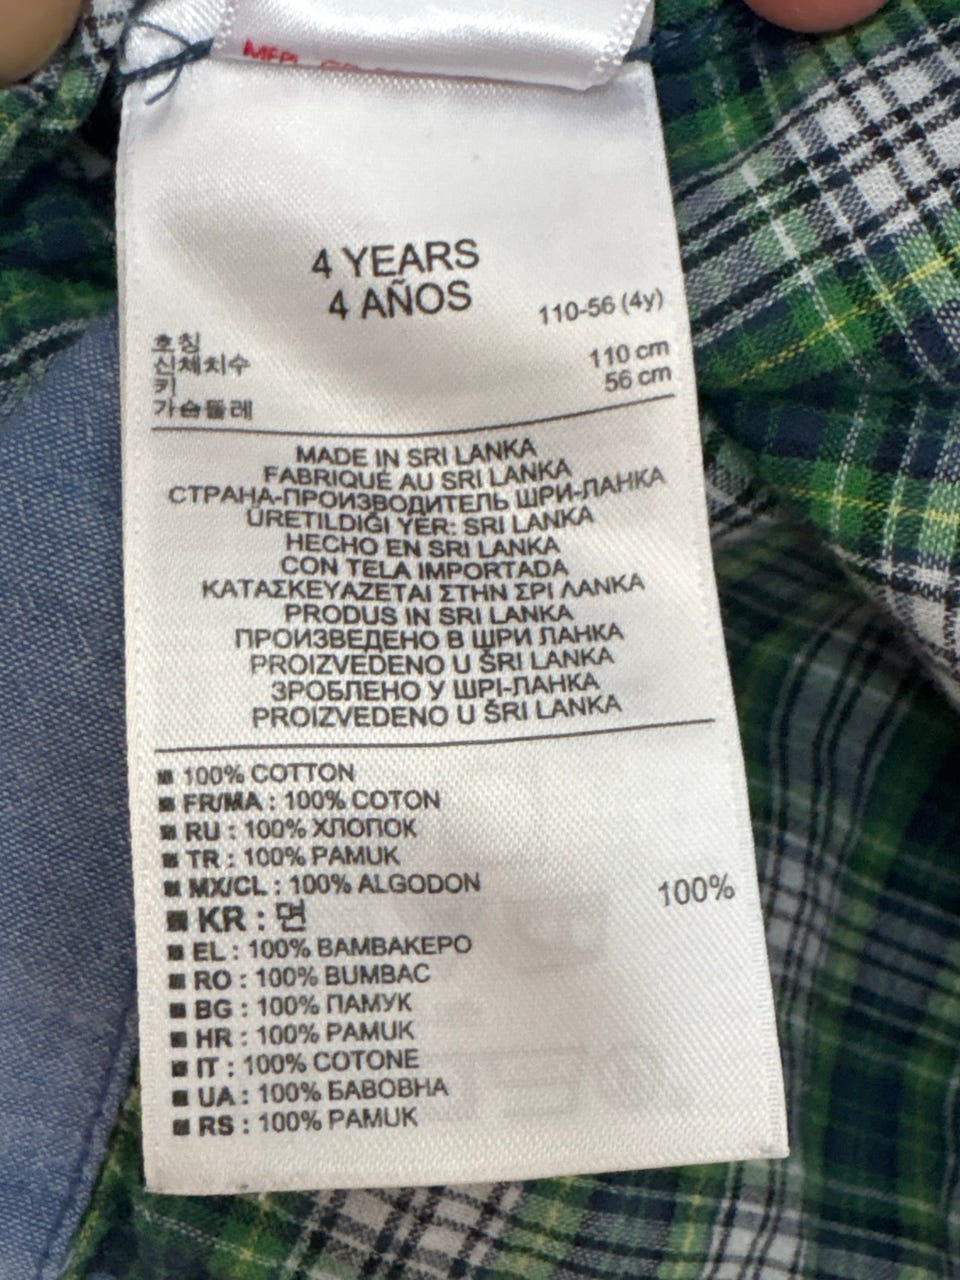 4 YEARS
4 AÑOS
110-56 (4y)
호칭
신체치수
키 110 cm
가슴둘레 56 cm
MADE IN SRI LANKA
FABRIQUÉ AU SRI LANKA
СТРАНА-ПРОИЗВОДИТЕЛЬ ШРИ-ЛАНКА
ÜRETILDIĞI YER: SRI LANKA
HECHO EN SRI LANKA
CON TELA IMPORTADA
ΚΑΤΑΣΚΕΥΑΖΕΤΑΙ ΣΤΗΝ ΣΡΙ ΛΑΝΚΑ
PRODUS IN SRI LANKA
ПРОИЗВЕДЕНО В ШРИ ЛАНКА
PROIZVEDENO U ŠRI LANKA
ЗРОБЛЕНО У ШРІ-ЛАНКА
PROIZVEDENO U ŠRI LANKA
■ 100% COTTON
■ FR/MA : 100% COTON
■ RU : 100% ХЛОПОК
■ TR : 100% PAMUK
■ MX/CL : 100% ALGODON
■ KR : 면 100%
■ EL : 100% ΒΑΜΒΑΚΕΡΟ
■ RO : 100% BUMBAC
■ BG : 100% ПАМУК
■ HR : 100% PAMUK
■ IT : 100% COTONE
■ UA : 100% БАВОВНА
■ RS : 100% PAMUK